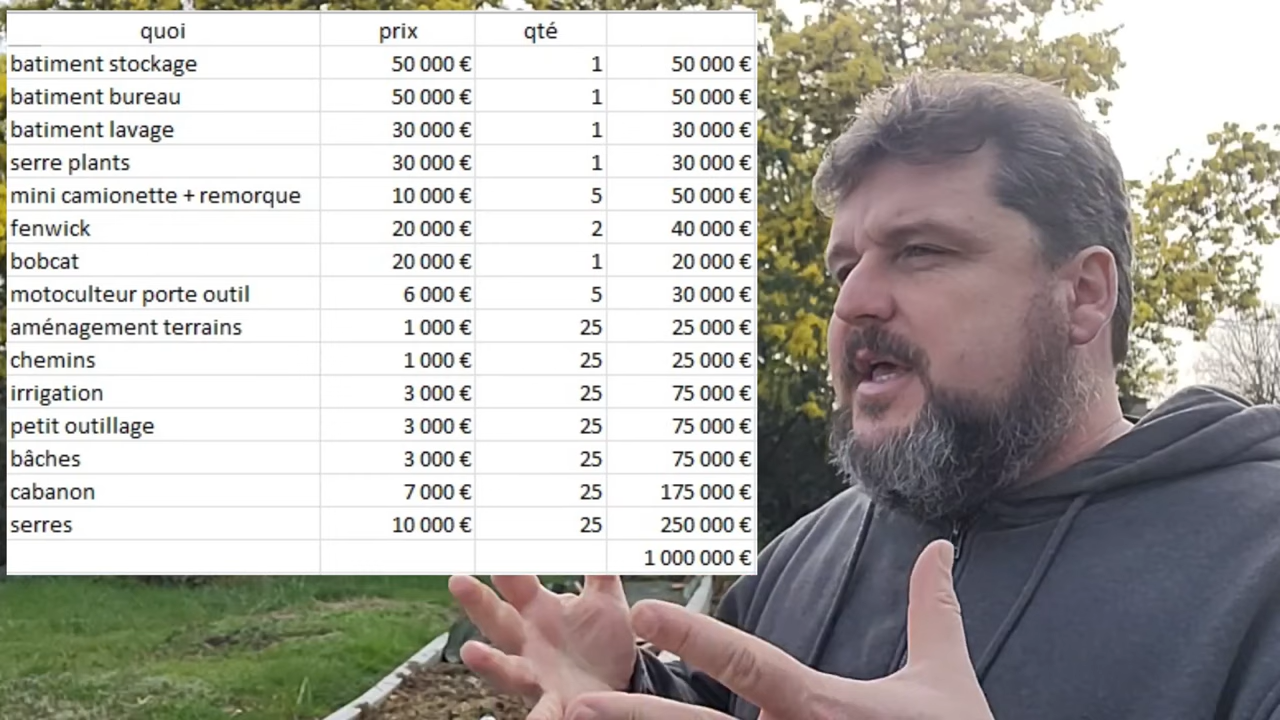 quoi prix qté
batiment stockage 50 000 € 1 50 000 €
batiment bureau 50 000 € 1 50 000 €
batiment lavage 30 000 € 1 30 000 €
serre plants 30 000 € 1 30 000 €
mini camionette + remorque 10 000 € 5 50 000 €
fenwick 20 000 € 2 40 000 €
bobcat 20 000 € 1 20 000 €
motoculteur porte outil 6 000 € 5 30 000 €
aménagement terrains 1 000 € 25 25 000 €
chemins 1 000 € 25 25 000 €
irrigation 3 000 € 25 75 000 €
petit outillage 3 000 € 25 75 000 €
bâches 3 000 € 25 75 000 €
cabanon 7 000 € 25 175 000 €
serres 10 000 € 25 250 000 €
1 000 000 €